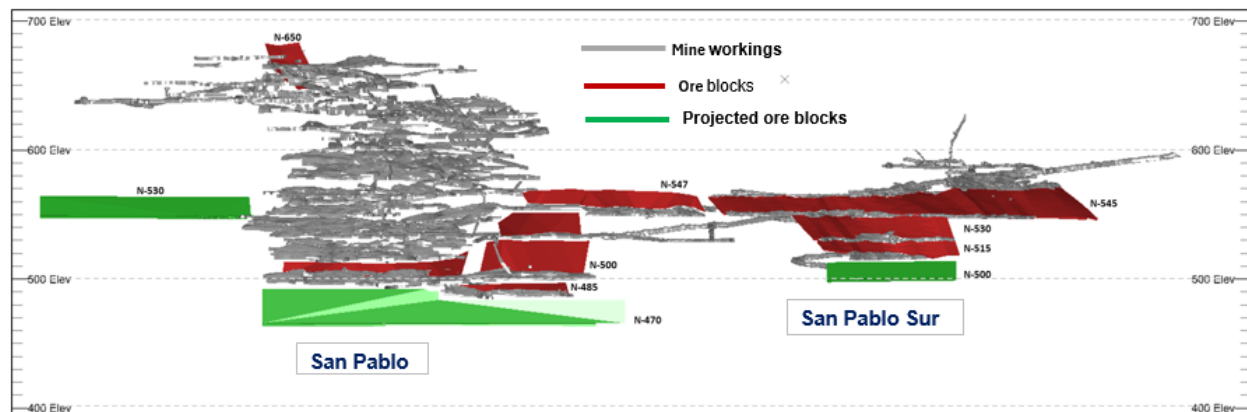 700 Elev
700 Elev
N-650
Mine workings
Ore blocks
Projected ore blocks
600 Elev
600 Elev
N-530
N-547
N-545
N-530
N-515
N-500
N-500
500 Elev
500 Elev
N-485
N-470
San Pablo Sur
San Pablo
400 Elev
400 Elev